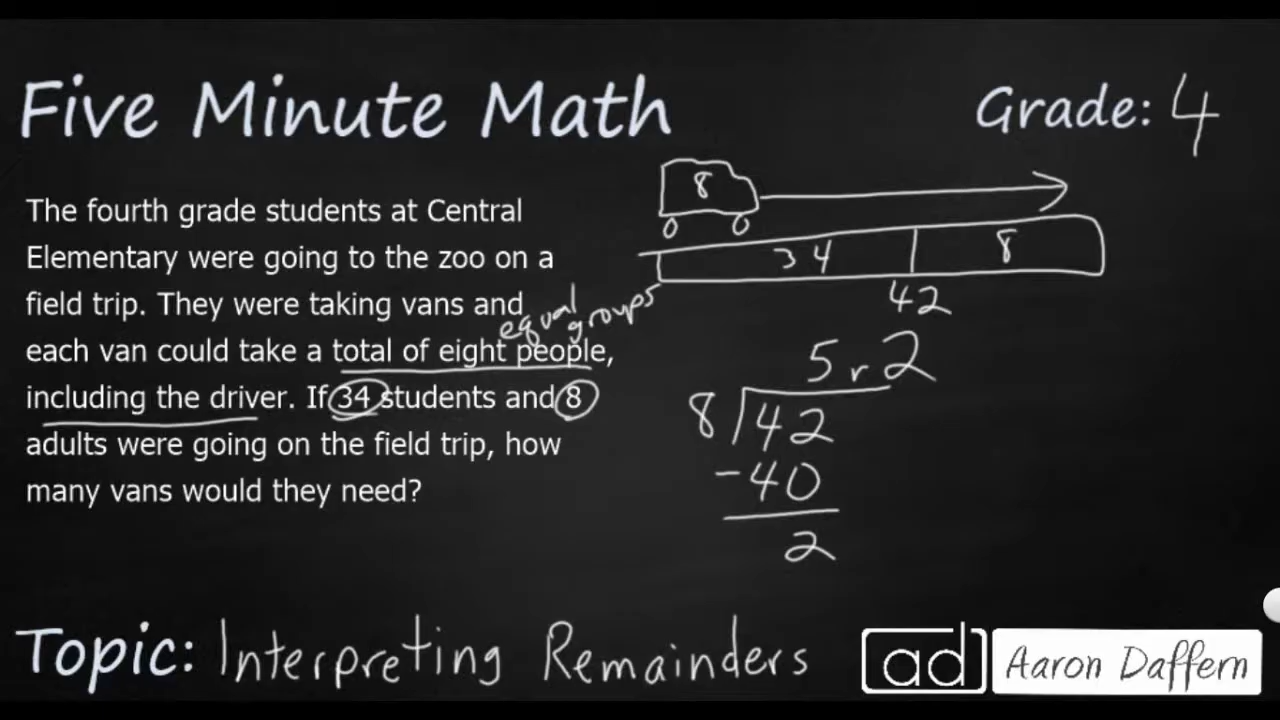 Five Minute Math
Grade: 4
The fourth grade students at Central
Elementary were going to the zoo on a
field trip. They were taking vans and
each van could take a total of eight people,
including the driver. If 34 students and 8
adults were going on the field trip, how
many vans would they need?
equal
groups
8
34 8
42
5 r 2
8 42
-40
2
Topic: Interpreting Remainders
ad Aaron Daffern